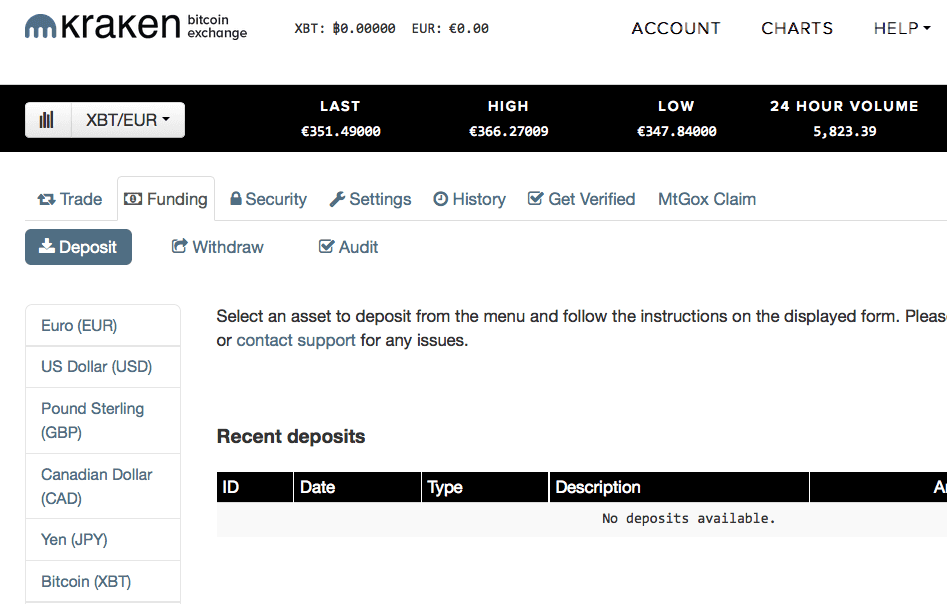 kraken bitcoin exchange
XBT: ฿0.00000 EUR: €0.00
ACCOUNT CHARTS HELP
XBT/EUR
LAST HIGH LOW 24 HOUR VOLUME
€351.49000 €366.27009 €347.84000 5,823.39
Trade Funding Security Settings History Get Verified MtGox Claim
Deposit Withdraw Audit
Euro (EUR)
US Dollar (USD)
Pound Sterling
(GBP)
Canadian Dollar
(CAD)
Yen (JPY)
Bitcoin (XBT)
Select an asset to deposit from the menu and follow the instructions on the displayed form.
or contact support for any issues.
Recent deposits
ID Date Type Description
No deposits available.